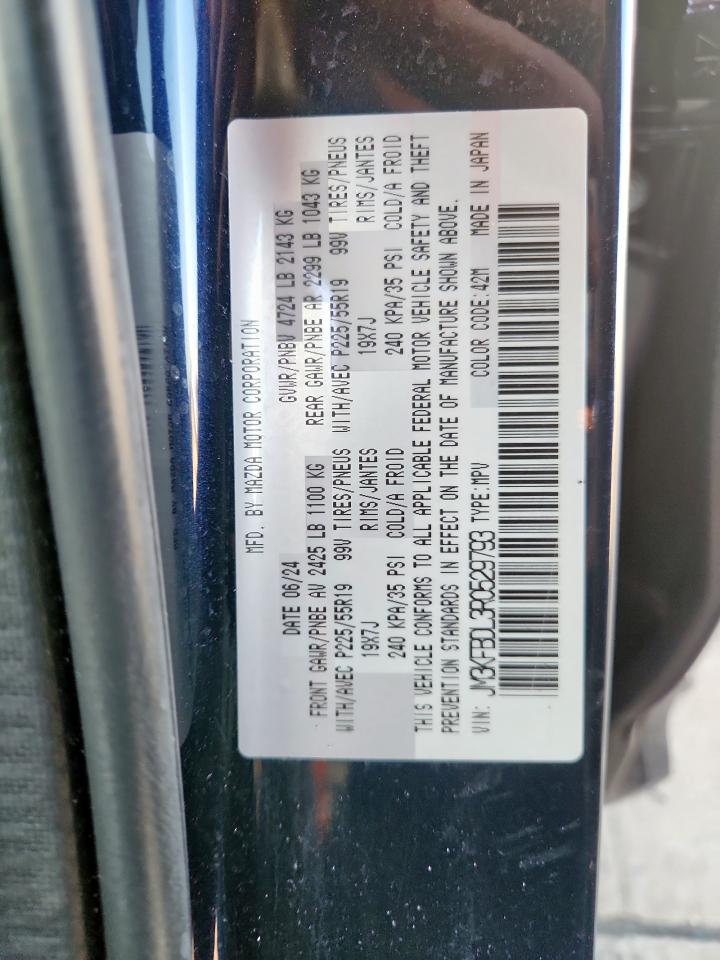 MFD. BY MAZDA MOTOR CORPORATION
DATE 06/24 GVWR/PNBV 4724 LB 2143 KG
FRONT GAWR/PNBE AV 2425 LB 1100 KG REAR GAWR/PNBE AR 2299 LB 1043 KG
WITH/AVEC P225/55R19 99V TIRES/PNEUS WITH/AVEC P225/55R19 99V TIRES/PNEUS
19X7J RIMS/JANTES 19X7J RIMS/JANTES
240 KPA/35 PSI COLD/A FROID 240 KPA/35 PSI COLD/A FROID
THIS VEHICLE CONFORMS TO ALL APPLICABLE FEDERAL MOTOR VEHICLE SAFETY AND THEFT
PREVENTION STANDARDS IN EFFECT ON THE DATE OF MANUFACTURE SHOWN ABOVE.
VIN: JM3KFBDL3R0629793 TYPE:MPV COLOR CODE:42M MADE IN JAPAN